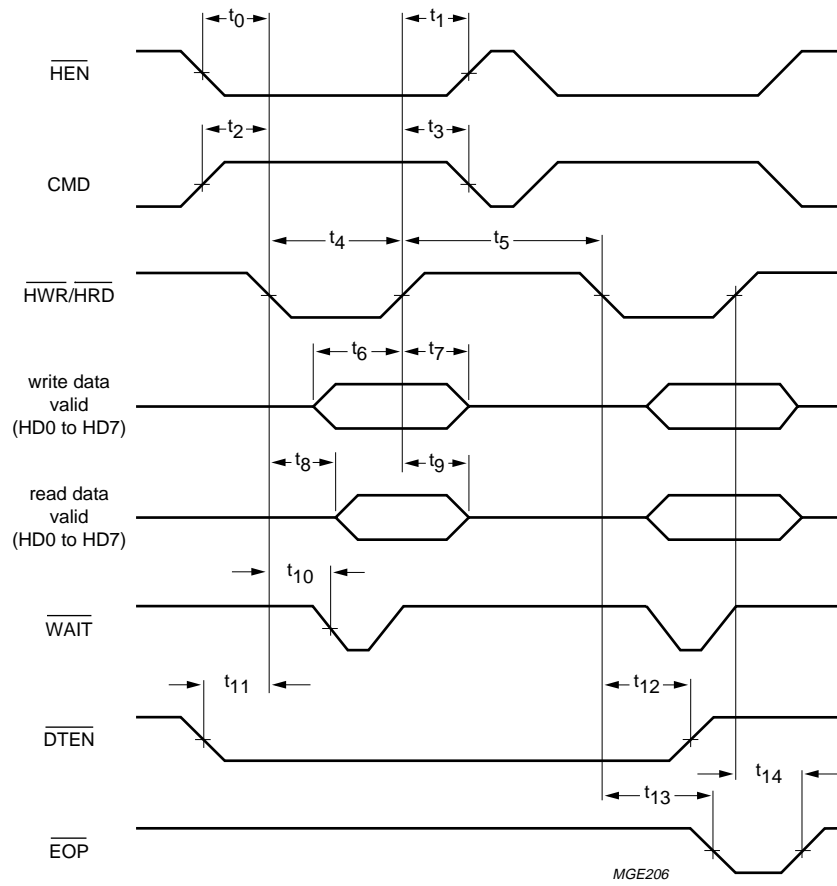 t0
t1
HEN
t2
t3
CMD
t4
t5
HWR/HRD
t6
t7
write data
valid
(HD0 to HD7)
t8
t9
read data
valid
(HD0 to HD7)
t10
WAIT
t11
t12
DTEN
t13
t14
EOP
MGE206